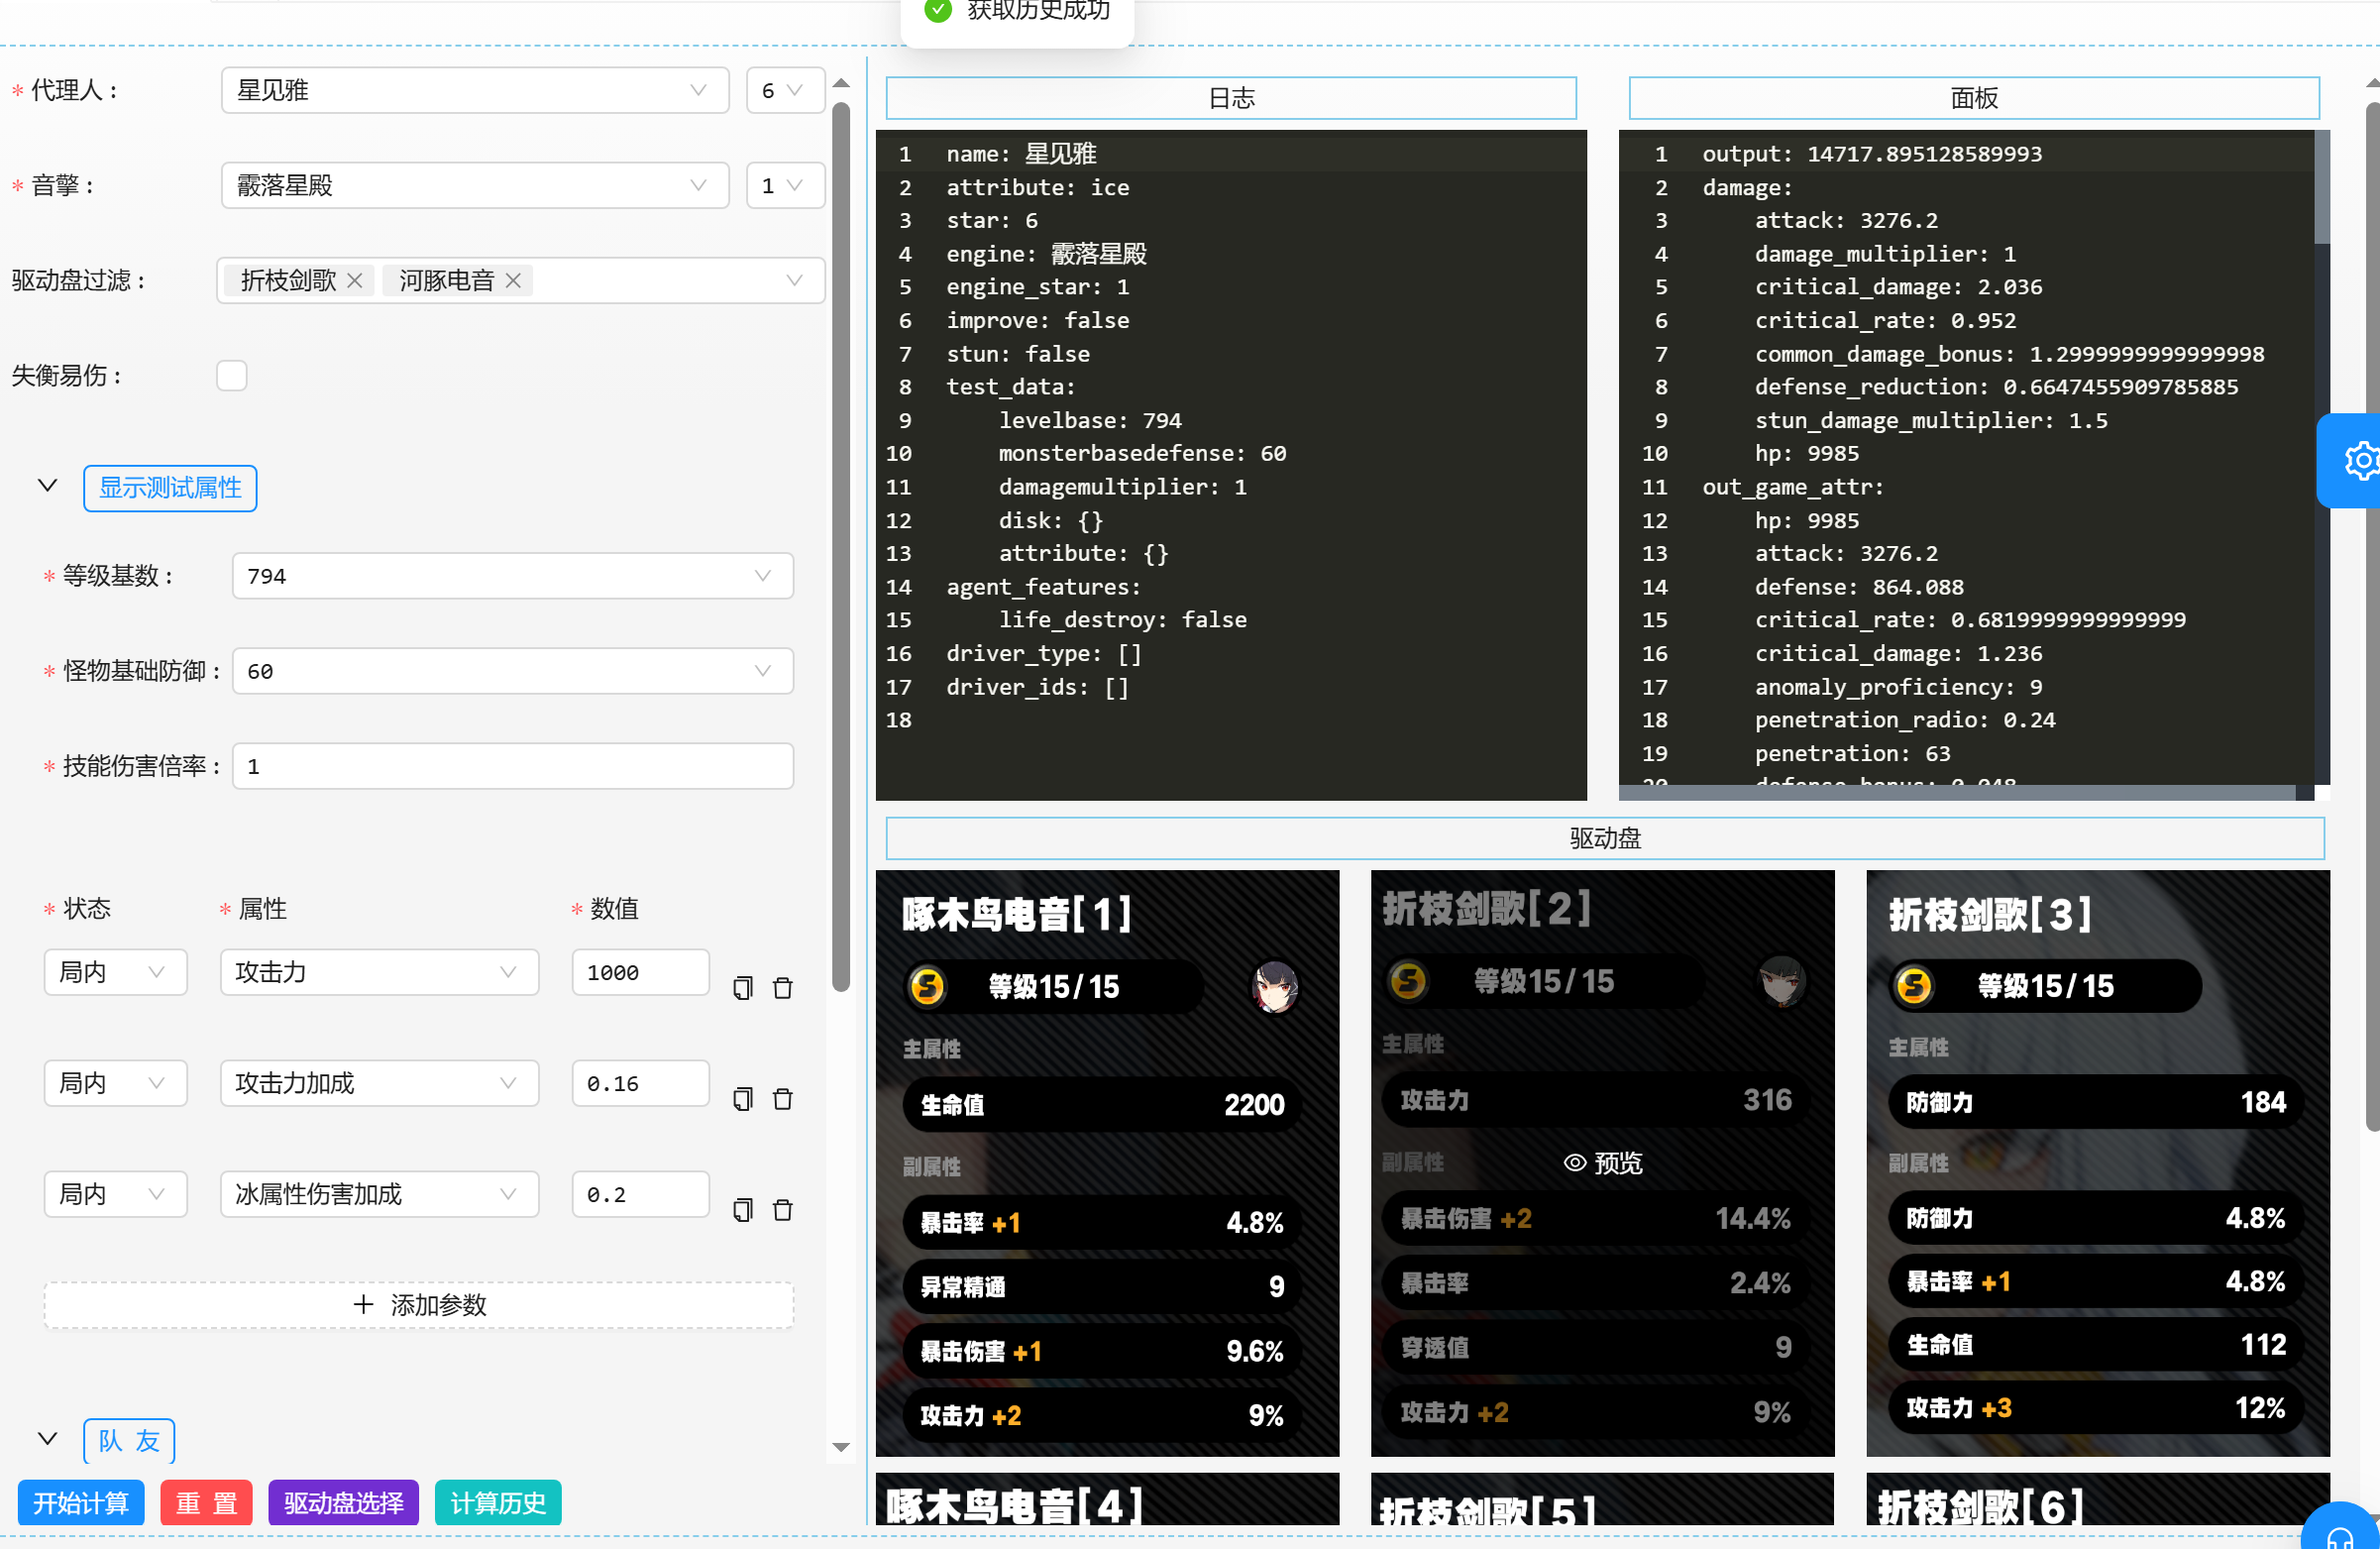 获取历史成功
* 代理人：
星见雅
6
* 音擎：
霰落星殿
1
驱动盘过滤：
折枝剑歌
河豚电音
失衡易伤：
显示测试属性
* 等级基数：
794
* 怪物基础防御：
60
* 技能伤害倍率：
1
* 状态
* 属性
* 数值
局内
攻击力
1000
局内
攻击力加成
0.16
局内
冰属性伤害加成
0.2
+ 添加参数
队 友
开始计算
重 置
驱动盘选择
计算历史
日志
1 name: 星见雅
2 attribute: ice
3 star: 6
4 engine: 霰落星殿
5 engine_star: 1
6 improve: false
7 stun: false
8 test_data:
9 levelbase: 794
10 monsterbasedefense: 60
11 damagemultiplier: 1
12 disk: {}
13 attribute: {}
14 agent_features:
15 life_destroy: false
16 driver_type: []
17 driver_ids: []
18
面板
1 output: 14717.895128589993
2 damage:
3 attack: 3276.2
4 damage_multiplier: 1
5 critical_damage: 2.036
6 critical_rate: 0.952
7 common_damage_bonus: 1.2999999999999998
8 defense_reduction: 0.6647455909785885
9 stun_damage_multiplier: 1.5
10 hp: 9985
11 out_game_attr:
12 hp: 9985
13 attack: 3276.2
14 defense: 864.088
15 critical_rate: 0.6819999999999999
16 critical_damage: 1.236
17 anomaly_proficiency: 9
18 penetration_radio: 0.24
19 penetration: 63
20 defense_bonus: 0.048
驱动盘
啄木鸟电音[1]
S
等级15/15
主属性
生命值 2200
副属性
暴击率 +1 4.8%
异常精通 9
暴击伤害 +1 9.6%
攻击力 +2 9%
折枝剑歌[2]
S
等级15/15
主属性
攻击力 316
副属性
预览
暴击伤害 +2 14.4%
暴击率 2.4%
穿透值 9
攻击力 +2 9%
折枝剑歌[3]
S
等级15/15
主属性
防御力 184
副属性
防御力 4.8%
暴击率 +1 4.8%
生命值 112
攻击力 +3 12%
啄木鸟电音[4]
折枝剑歌[5]
折枝剑歌[6]